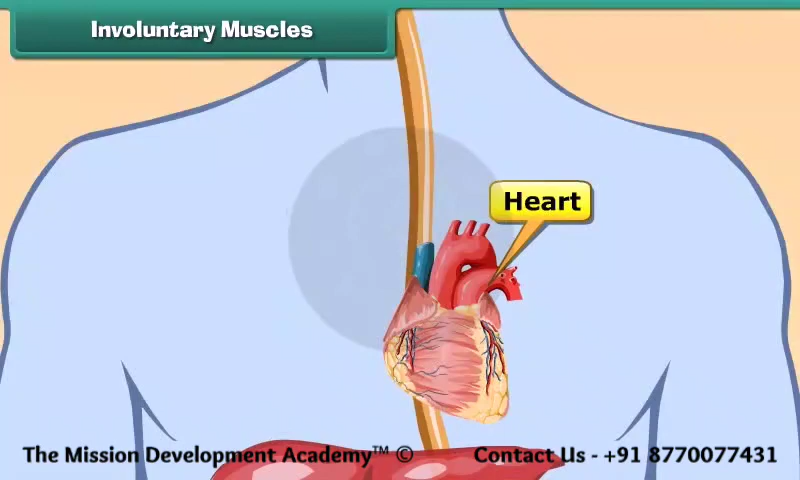 Involuntary Muscles
Heart
The Mission Development Academy™ © Contact Us - +91 8770077431